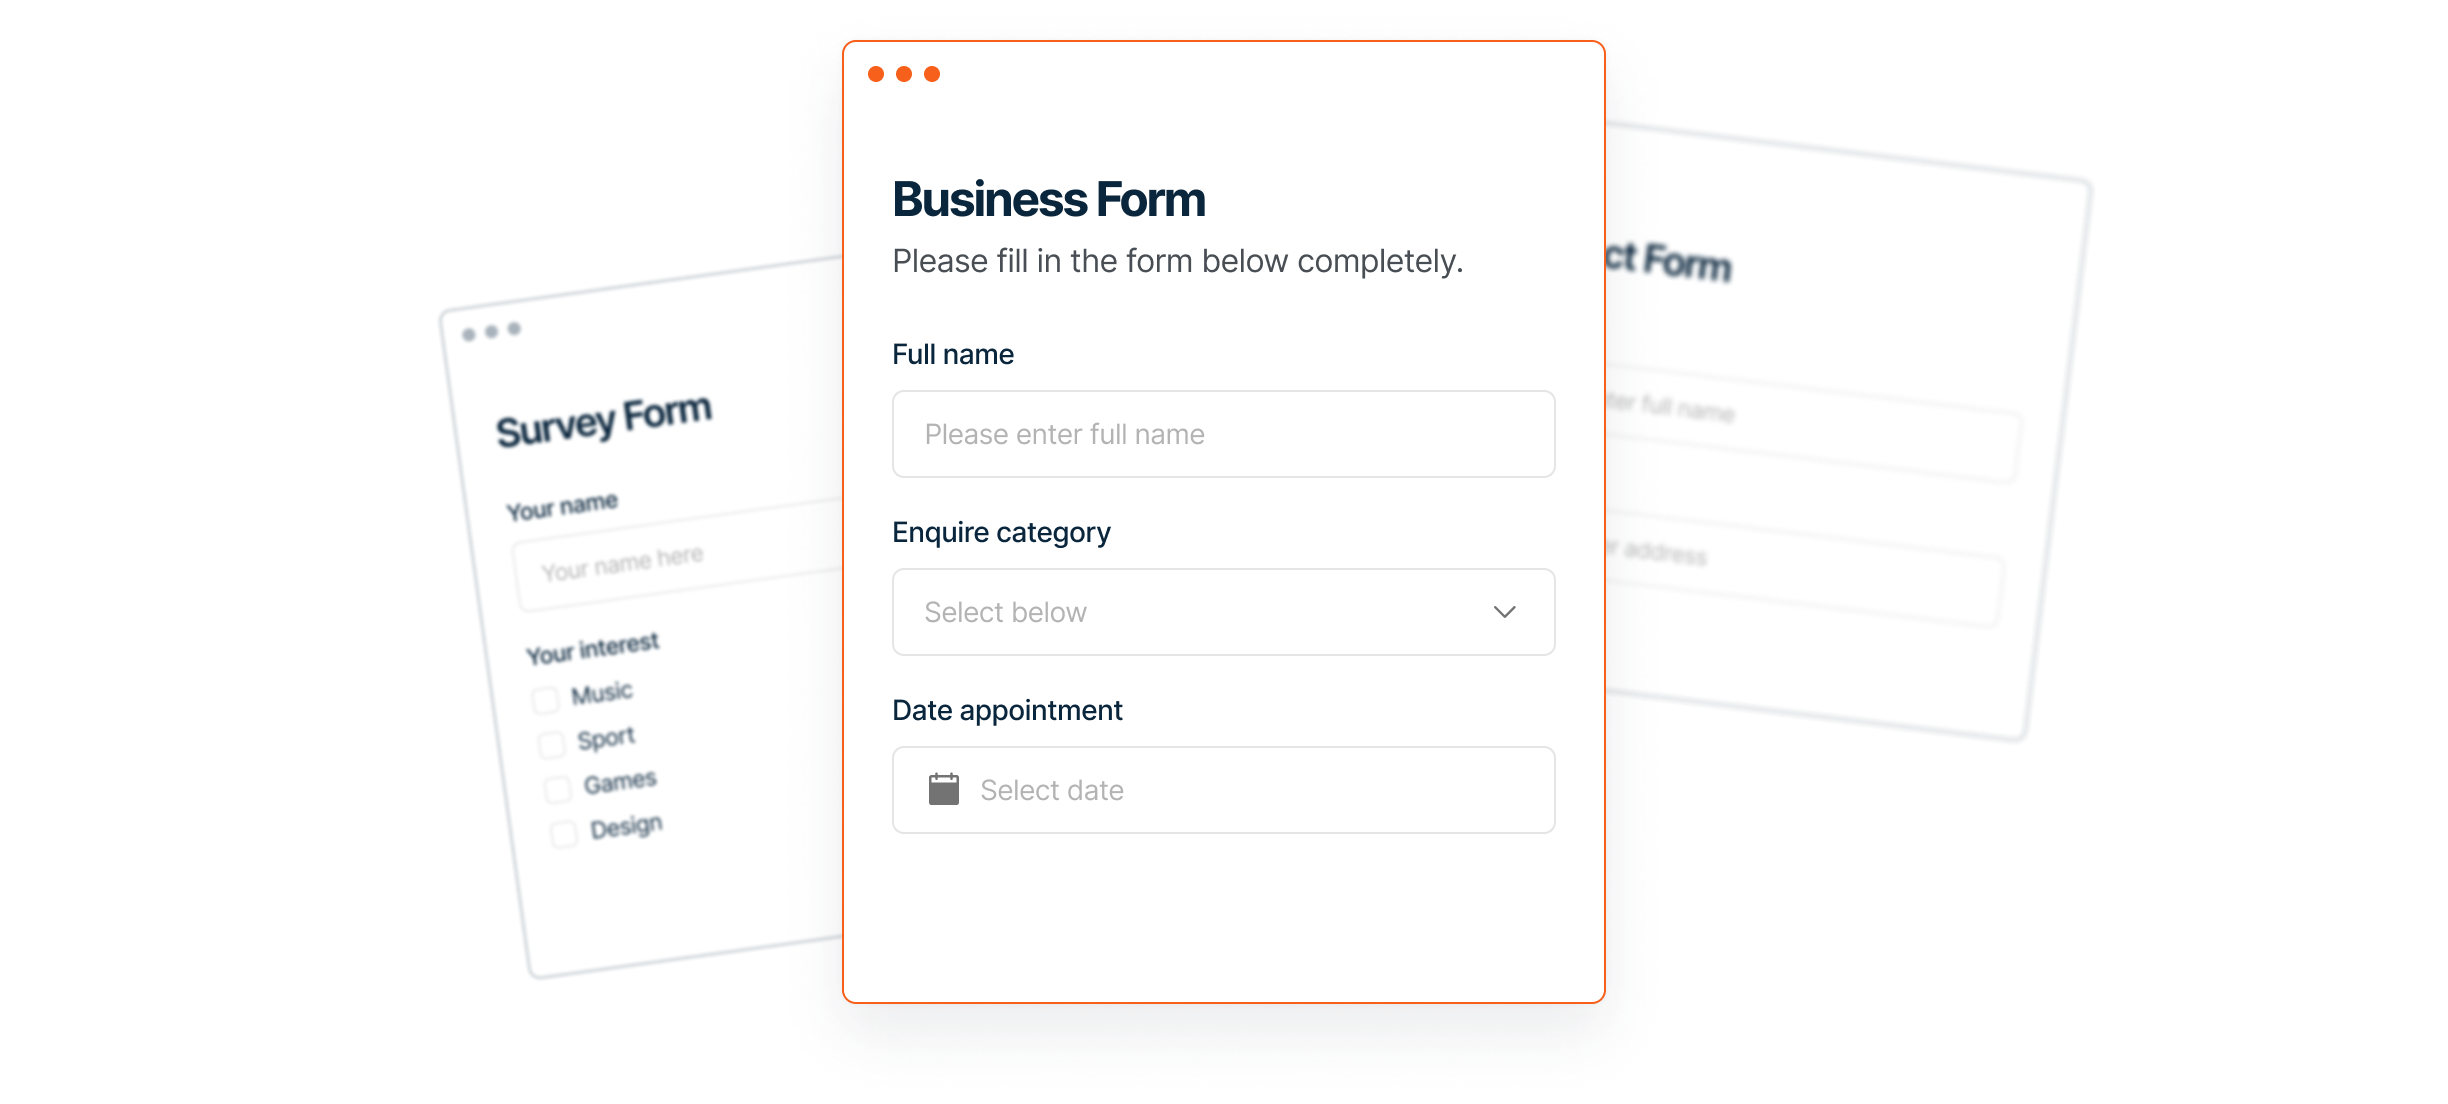 Business Form
Please fill in the form below completely.
Full name
Please enter full name
Enquire category
Select below
Date appointment
Select date
Survey Form
Your name
Your name here
Your interest
Music
Sport
Games
Design
ct Form
ter full name
r address